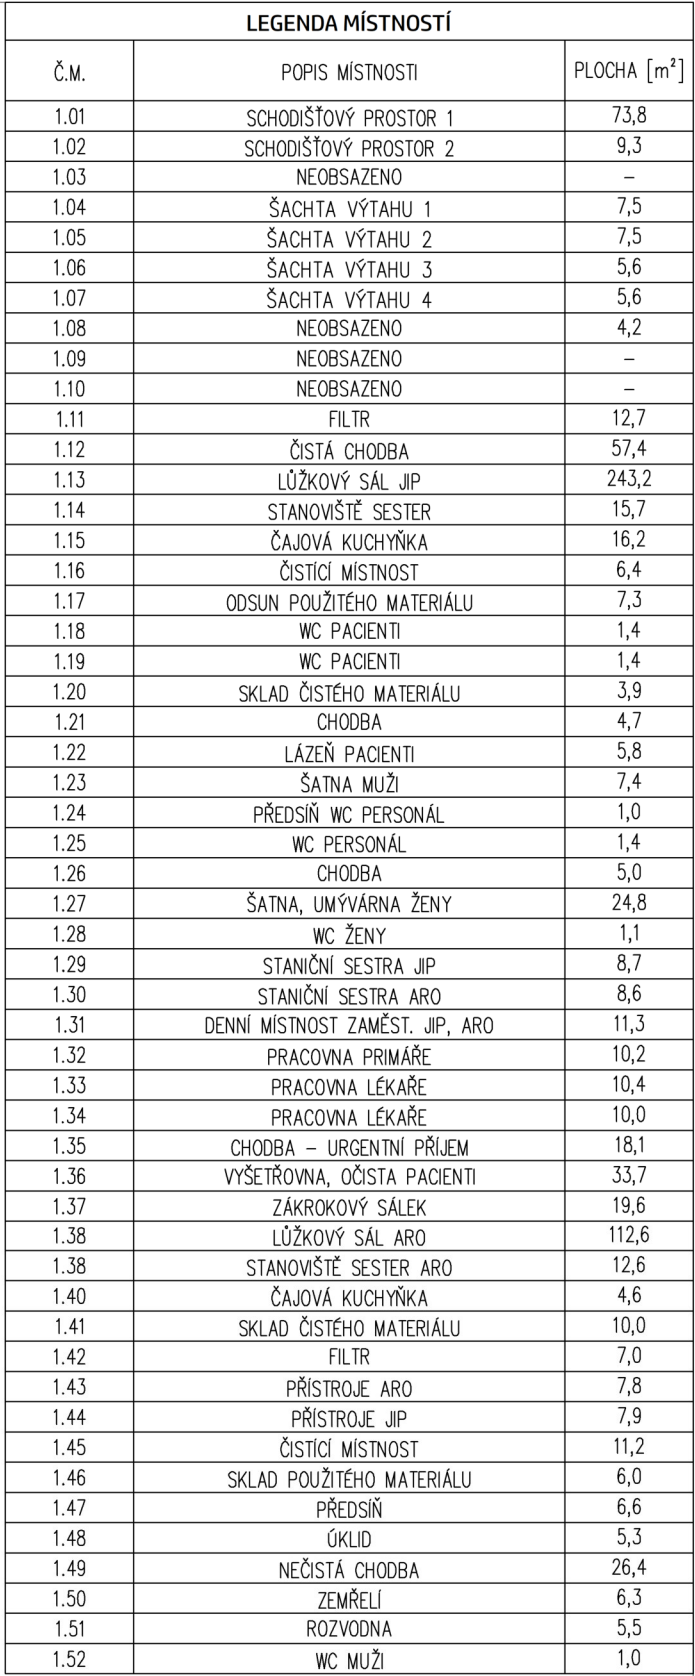 LEGENDA MÍSTNOSTÍ
Č.M. POPIS MÍSTNOSTI PLOCHA [m²]
1.01 SCHODIŠŤOVÝ PROSTOR 1 73,8
1.02 SCHODIŠŤOVÝ PROSTOR 2 9,3
1.03 NEOBSAZENO –
1.04 ŠACHTA VÝTAHU 1 7,5
1.05 ŠACHTA VÝTAHU 2 7,5
1.06 ŠACHTA VÝTAHU 3 5,6
1.07 ŠACHTA VÝTAHU 4 5,6
1.08 NEOBSAZENO 4,2
1.09 NEOBSAZENO –
1.10 NEOBSAZENO –
1.11 FILTR 12,7
1.12 ČISTÁ CHODBA 57,4
1.13 LŮŽKOVÝ SÁL JIP 243,2
1.14 STANOVIŠTĚ SESTER 15,7
1.15 ČAJOVÁ KUCHYŇKA 16,2
1.16 ČISTÍCÍ MÍSTNOST 6,4
1.17 ODSUN POUŽITÉHO MATERIÁLU 7,3
1.18 WC PACIENTI 1,4
1.19 WC PACIENTI 1,4
1.20 SKLAD ČISTÉHO MATERIÁLU 3,9
1.21 CHODBA 4,7
1.22 LÁZEŇ PACIENTI 5,8
1.23 ŠATNA MUŽI 7,4
1.24 PŘEDSÍŇ WC PERSONÁL 1,0
1.25 WC PERSONÁL 1,4
1.26 CHODBA 5,0
1.27 ŠATNA, UMÝVÁRNA ŽENY 24,8
1.28 WC ŽENY 1,1
1.29 STANIČNÍ SESTRA JIP 8,7
1.30 STANIČNÍ SESTRA ARO 8,6
1.31 DENNÍ MÍSTNOST ZAMĚST. JIP, ARO 11,3
1.32 PRACOVNA PRIMÁŘE 10,2
1.33 PRACOVNA LÉKAŘE 10,4
1.34 PRACOVNA LÉKAŘE 10,0
1.35 CHODBA – URGENTNÍ PŘÍJEM 18,1
1.36 VYŠETŘOVNA, OČISTA PACIENTI 33,7
1.37 ZÁKROKOVÝ SÁLEK 19,6
1.38 LŮŽKOVÝ SÁL ARO 112,6
1.38 STANOVIŠTĚ SESTER ARO 12,6
1.40 ČAJOVÁ KUCHYŇKA 4,6
1.41 SKLAD ČISTÉHO MATERIÁLU 10,0
1.42 FILTR 7,0
1.43 PŘÍSTROJE ARO 7,8
1.44 PŘÍSTROJE JIP 7,9
1.45 ČISTÍCÍ MÍSTNOST 11,2
1.46 SKLAD POUŽITÉHO MATERIÁLU 6,0
1.47 PŘEDSÍŇ 6,6
1.48 ÚKLID 5,3
1.49 NEČISTÁ CHODBA 26,4
1.50 ZEMŘELÍ 6,3
1.51 ROZVODNA 5,5
1.52 WC MUŽI 1,0